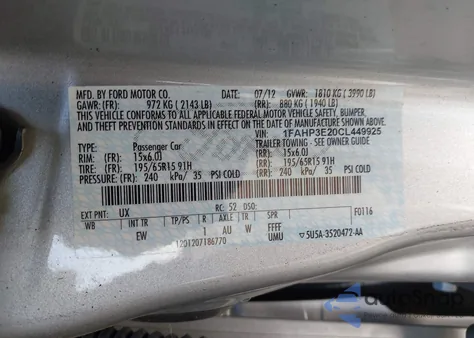 MFD. BY FORD MOTOR CO. DATE: 07/12 GVWR: 1810 KG ( 3990 LB)
GAWR: (FR): 972 KG ( 2143 LB) (RR): 880 KG ( 1940 LB)
THIS VEHICLE CONFORMS TO ALL APPLICABLE FEDERAL MOTOR
VEHICLE SAFETY, BUMPER, AND THEFT PREVENTION STANDARDS
IN EFFECT ON THE DATE OF MANUFACTURE SHOWN ABOVE.
VIN: 1FAHP3E20CL449925
TYPE: Passenger Car TRAILER TOWING - SEE OWNER GUIDE
RIM: (FR) : 15x6.0J (RR): 15x6.0J
TIRE: (FR) : 195/65R15 91H (RR): 195/65R15 91H
PRESSURE: (FR) : 240 kPa/ 35 PSI COLD (RR): 240 kPa/ 35 PSI COLD
RC: 52 DSO: F0116
EXT PNT: UX
WB INT TR TP/PS R AX TR SPR
EW 1 AU W FFFF
1201207186770 UMU
5U5A-3520472-AA
AutoSnap